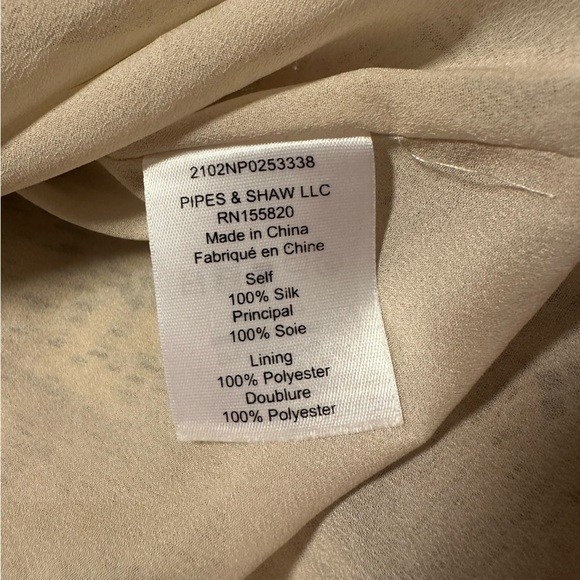 2102NP0253338
PIPES & SHAW LLC
RN155820
Made in China
Fabriqué en Chine
Self
100% Silk
Principal
100% Soie
Lining
100% Polyester
Doublure
100% Polyester